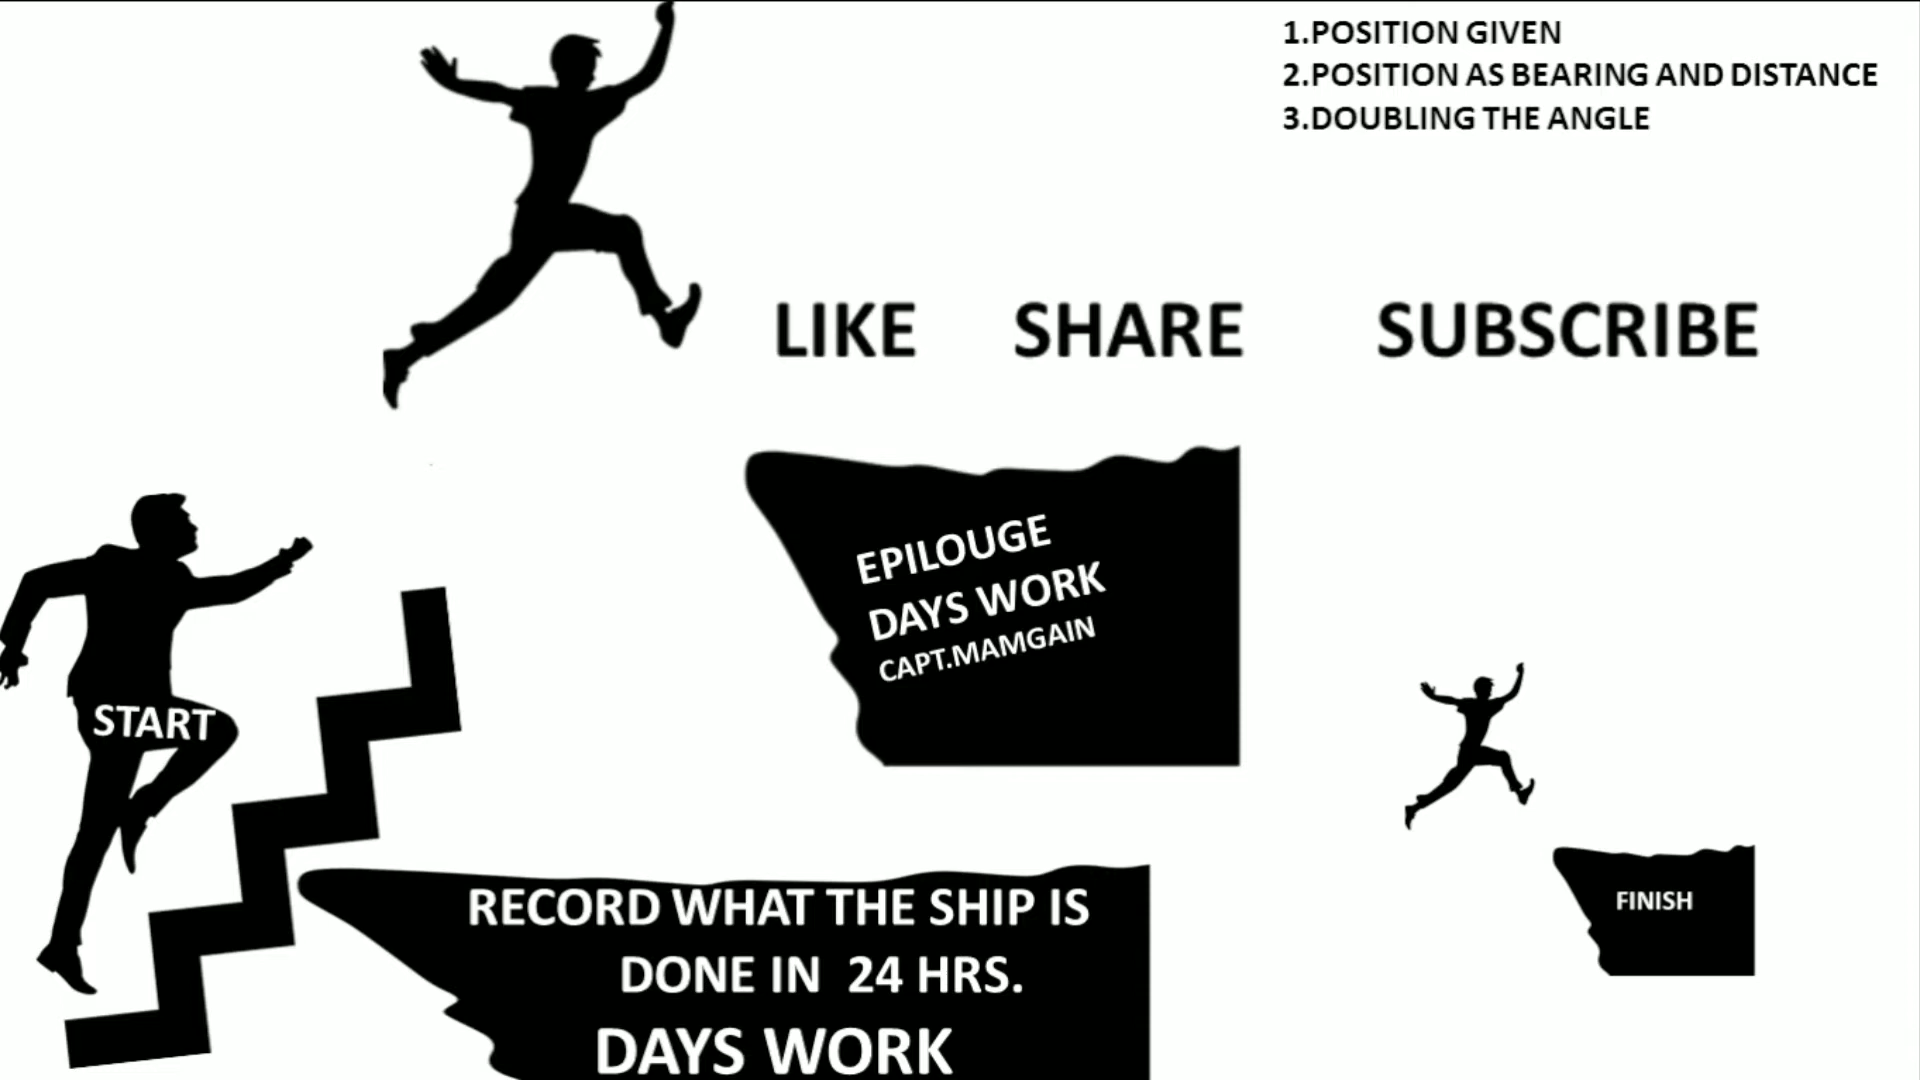 1.POSITION GIVEN
2.POSITION AS BEARING AND DISTANCE
3.DOUBLING THE ANGLE
LIKE SHARE SUBSCRIBE
EPILOUGE
DAYS WORK
CAPT.MAMGAIN
START
FINISH
RECORD WHAT THE SHIP IS
DONE IN 24 HRS.
DAYS WORK